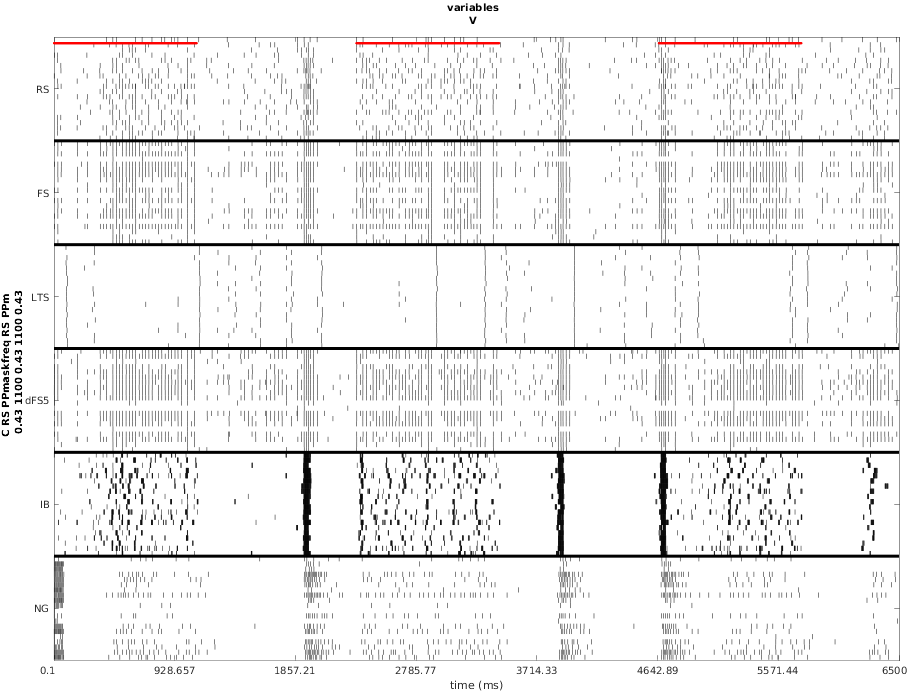 variables
V
C RS PPmaskfreq RS PPm
0.43 1100 0.43 1100 0.43
RS
FS
LTS
dFS5
IB
NG
0.1 928.657 1857.21 2785.77 3714.33 4642.89 5571.44 6500
time (ms)